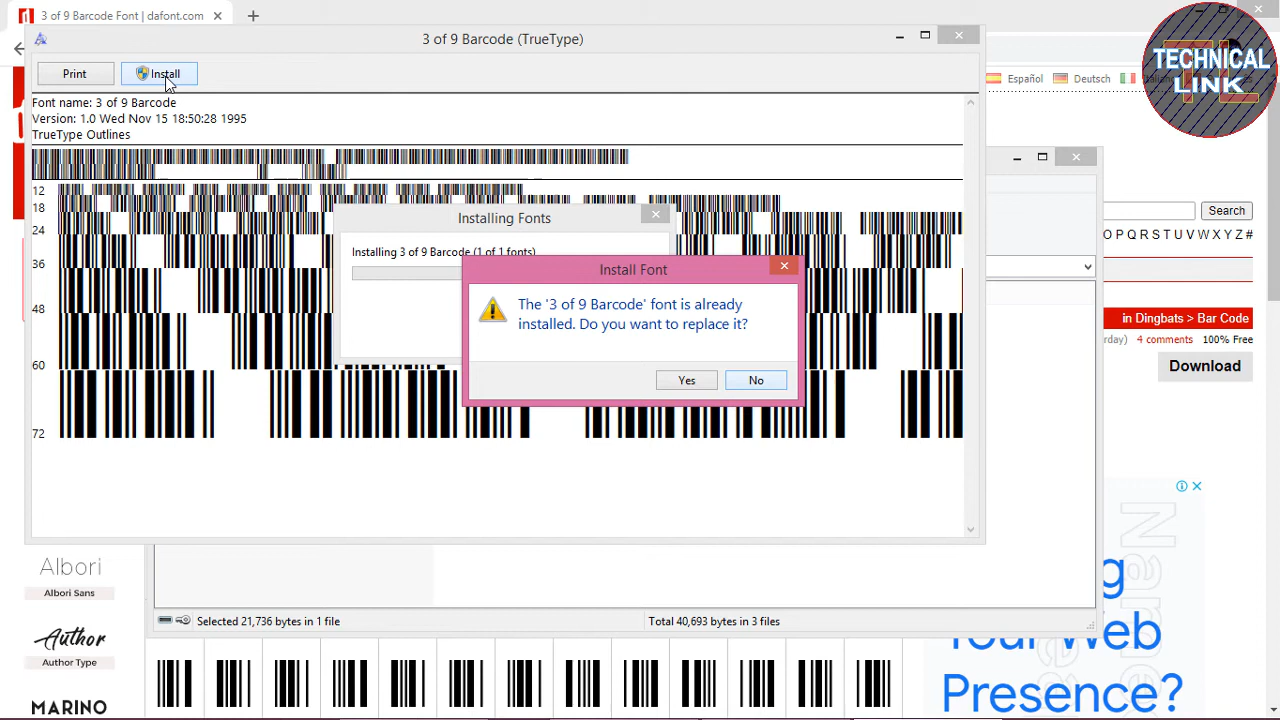 3 of 9 Barcode Font | dafont.com
3 of 9 Barcode (TrueType)
TECHNICAL
LINK
Print
Install
Español
Deutsch
Font name: 3 of 9 Barcode
Version: 1.0 Wed Nov 15 18:50:28 1995
TrueType Outlines
12
18
24
36
48
60
72
Installing Fonts
Installing 3 of 9 Barcode (1 of 1 fonts)
Install Font
The '3 of 9 Barcode' font is already
installed. Do you want to replace it?
Yes
No
Search
O P Q R S T U V W X Y Z #
in Dingbats > Bar Code
4 comments 100% Free
Download
Albori
Albori Sans
Author
Author Type
MARINO
Selected 21,736 bytes in 1 file
Total 40,693 bytes in 3 files
Your Web
Presence?